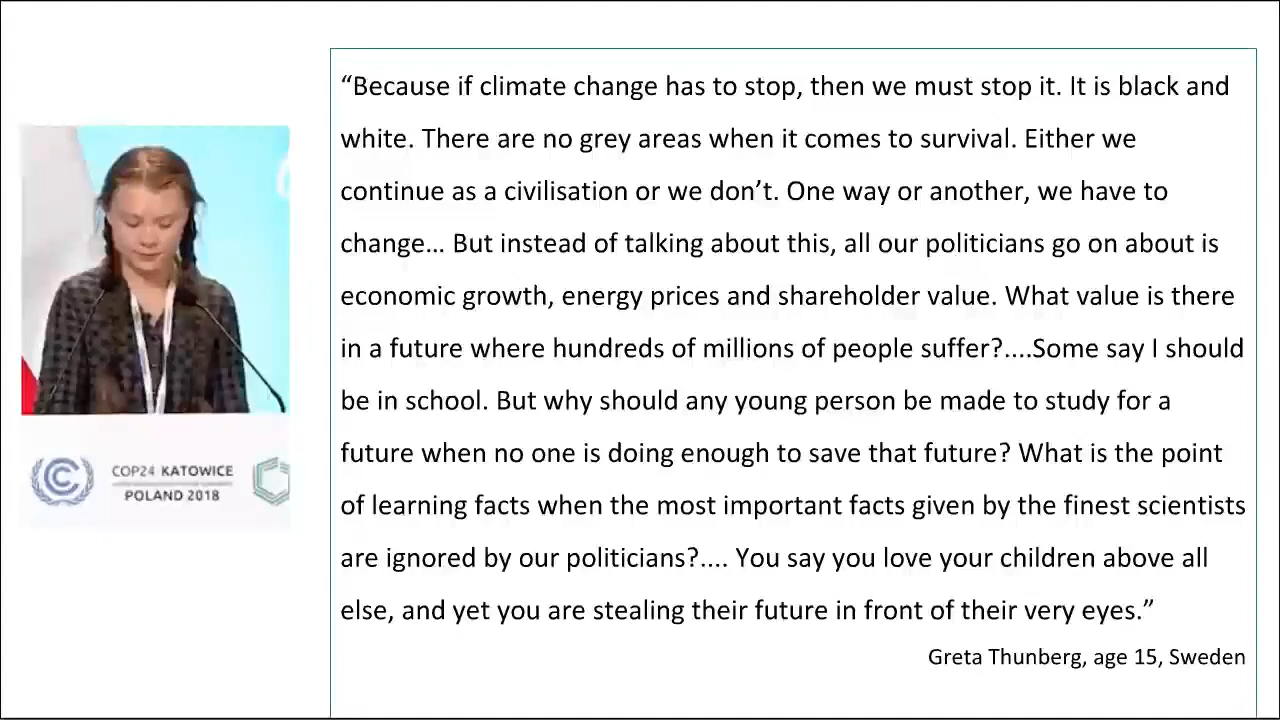 “Because if climate change has to stop, then we must stop it. It is black and
white. There are no grey areas when it comes to survival. Either we
continue as a civilisation or we don’t. One way or another, we have to
change... But instead of talking about this, all our politicians go on about is
economic growth, energy prices and shareholder value. What value is there
in a future where hundreds of millions of people suffer?....Some say I should
be in school. But why should any young person be made to study for a
future when no one is doing enough to save that future? What is the point
of learning facts when the most important facts given by the finest scientists
are ignored by our politicians?.... You say you love your children above all
else, and yet you are stealing their future in front of their very eyes.”
Greta Thunberg, age 15, Sweden
COP24 KATOWICE
POLAND 2018